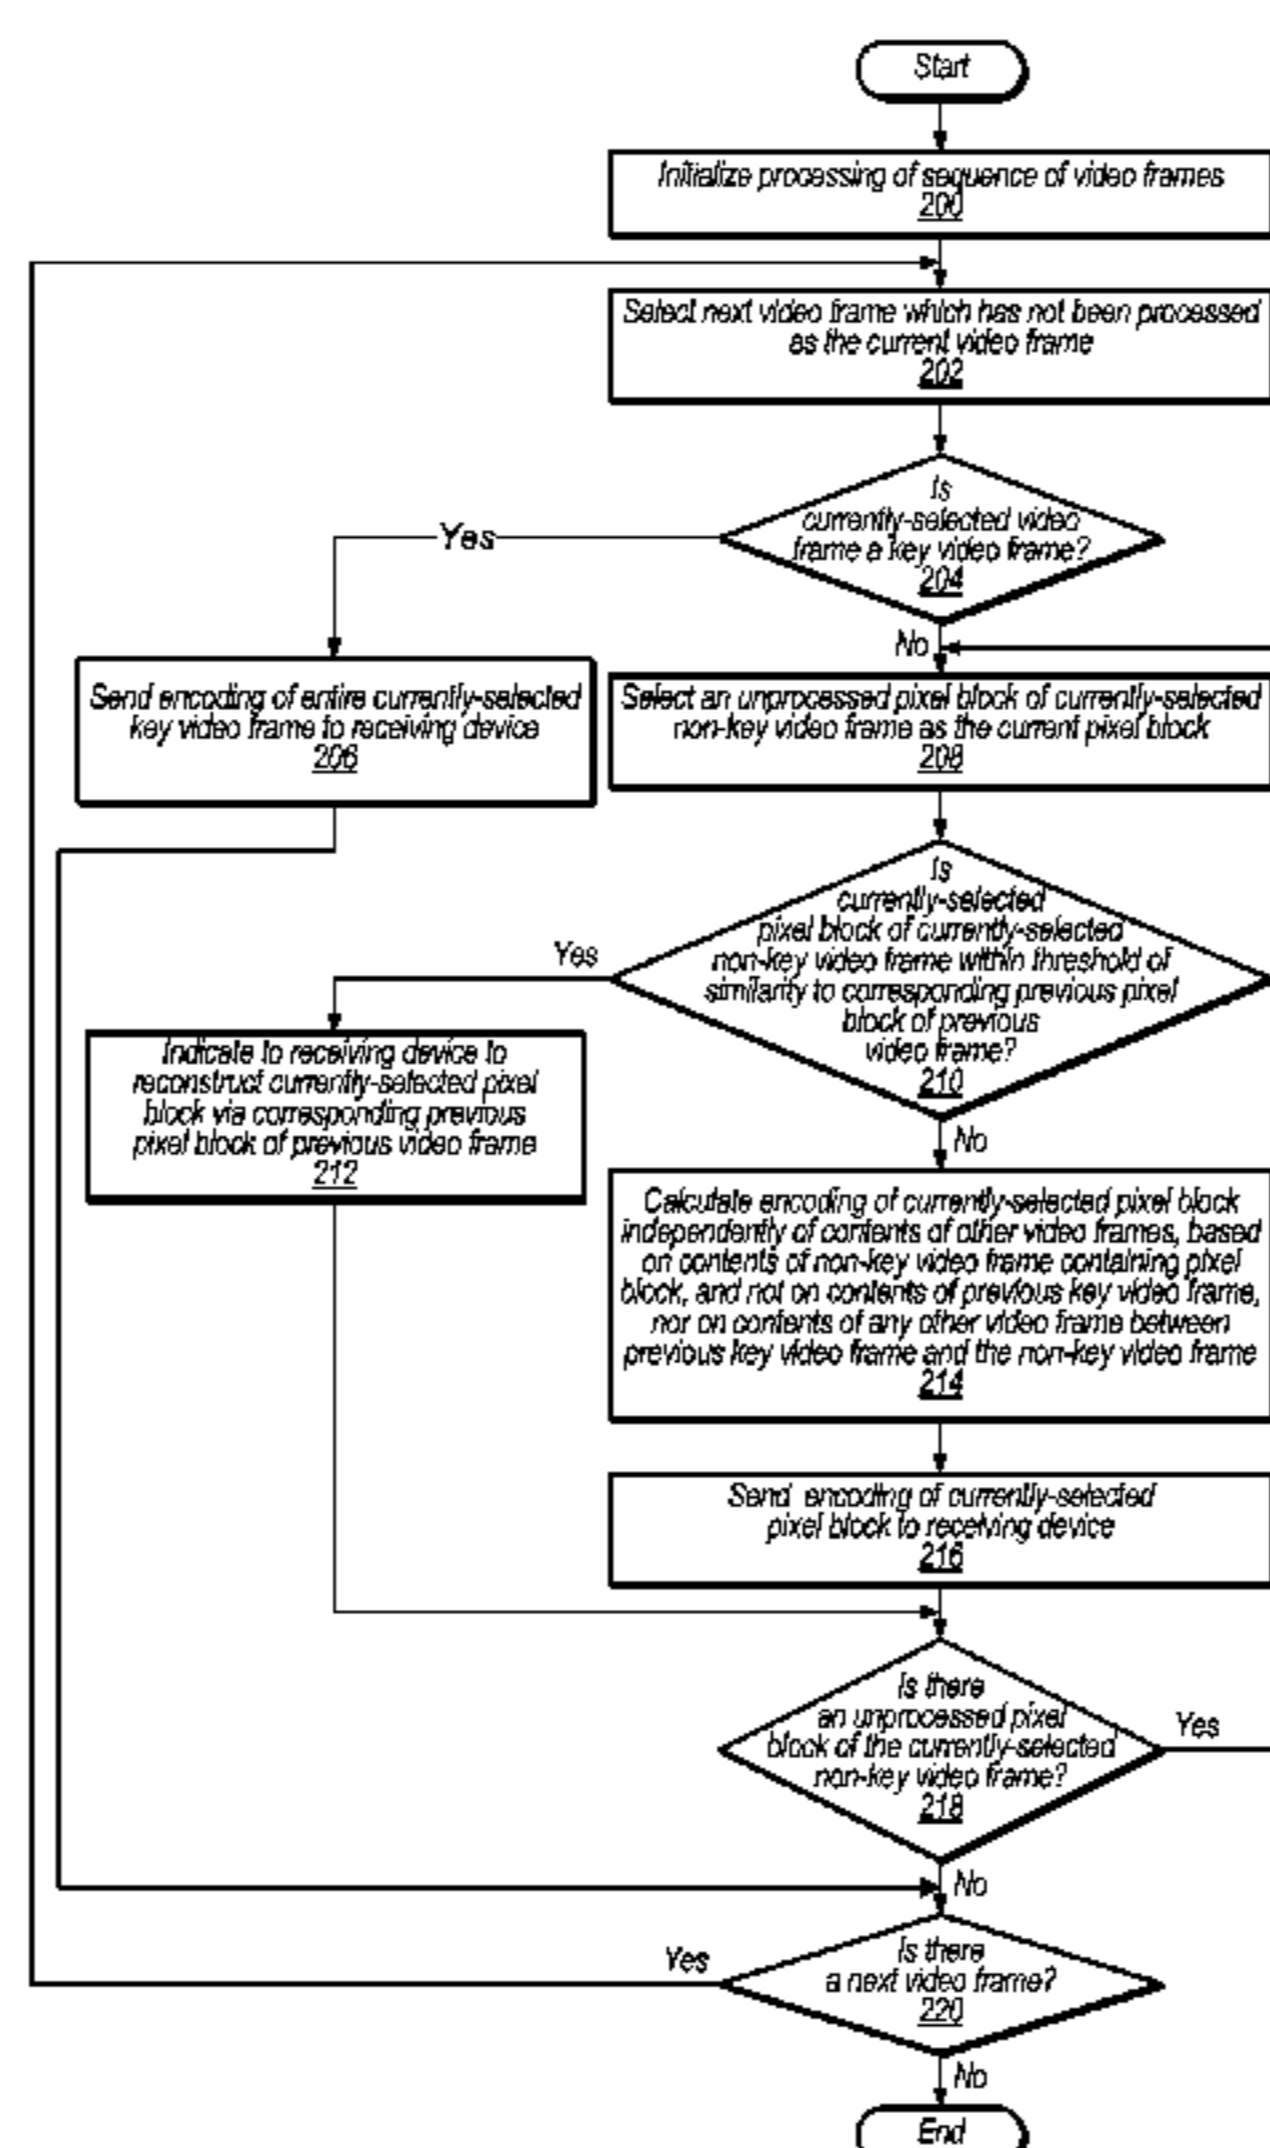 Start
Initialize processing of sequence of video frames
200
Select next video frame which has not been processed
as the current video frame
202
Is
currently-selected video
frame a key video frame?
204
Yes
No
Send encoding of entire currently-selected
key video frame to receiving device
206
Select an unprocessed pixel block of currently-selected
non-key video frame as the current pixel block
208
Is
currently-selected
pixel block of currently-selected
non-key video frame within threshold of
similarity to corresponding previous pixel
block of previous
video frame?
210
Yes
No
Indicate to receiving device to
reconstruct currently-selected pixel
block via corresponding previous
pixel block of previous video frame
212
Calculate encoding of currently-selected pixel block
independently of contents of other video frames, based
on contents of non-key video frame containing pixel
block, and not on contents of previous key video frame,
nor on contents of any other video frame between
previous key video frame and the non-key video frame
214
Send encoding of currently-selected
pixel block to receiving device
216
Is there
an unprocessed pixel
block of the currently-selected
non-key video frame?
218
Yes
No
Is there
a next video frame?
220
Yes
No
End